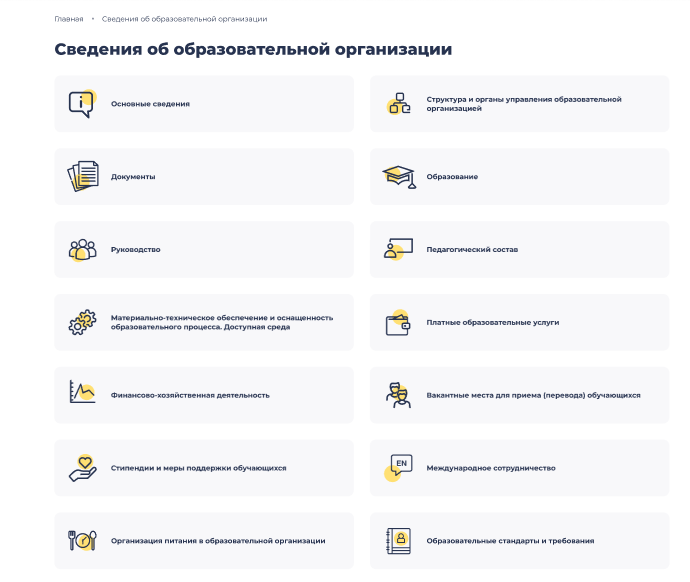 Главная • Сведения об образовательной организации
Сведения об образовательной организации
Основные сведения
Структура и органы управления образовательной
организацией
Документы
Образование
Руководство
Педагогический состав
Материально-техническое обеспечение и оснащенность
образовательного процесса. Доступная среда
Платные образовательные услуги
Финансово-хозяйственная деятельность
Вакантные места для приема (перевода) обучающихся
Стипендии и меры поддержки обучающихся
EN
Международное сотрудничество
Организация питания в образовательной организации
Образовательные стандарты и требования